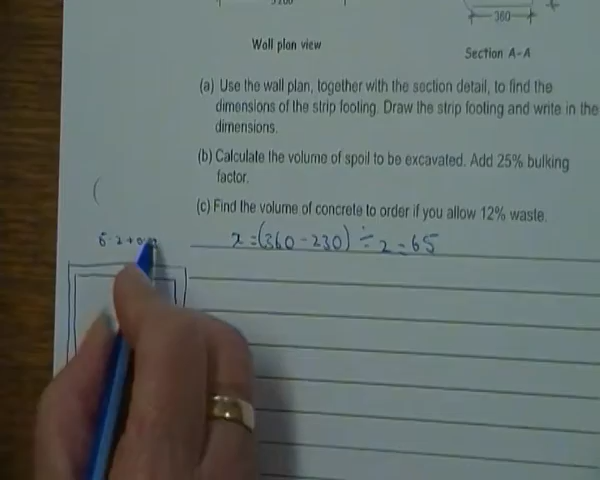 360
Wall plan view
Section A-A
(a) Use the wall plan, together with the section detail, to find the
dimensions of the strip footing. Draw the strip footing and write in the
dimensions.
(b) Calculate the volume of spoil to be excavated. Add 25% bulking
factor.
(c) Find the volume of concrete to order if you allow 12% waste.
x=(360-230) ÷ 2=65